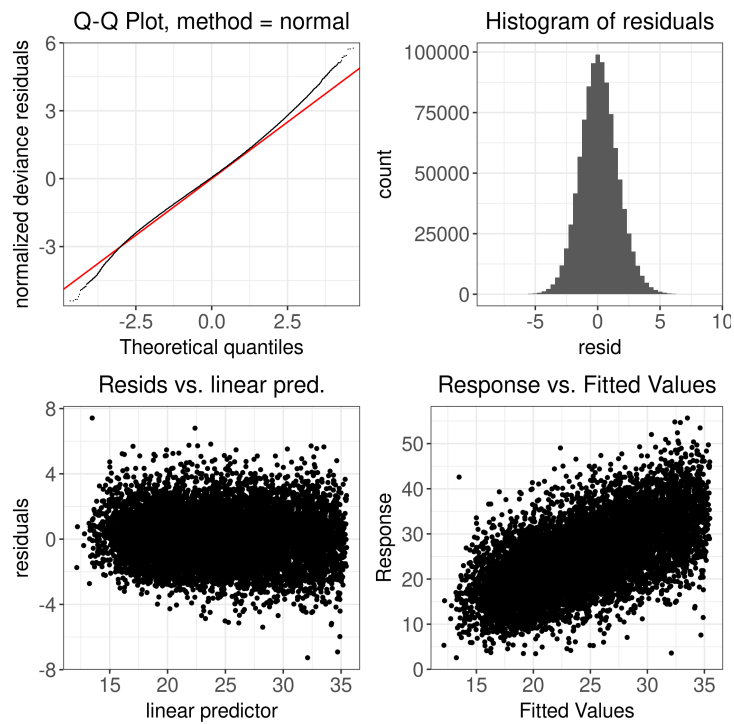 Q-Q Plot, method = normal
normalized deviance residuals
6
3
0
-3
-2.5 0.0 2.5
Theoretical quantiles
Histogram of residuals
count
100000
75000
50000
25000
0
-5 0 5 10
resid
Resids vs. linear pred.
residuals
8
4
0
-4
-8
15 20 25 30 35
linear predictor
Response vs. Fitted Values
Response
50
40
30
20
10
0
15 20 25 30 35
Fitted Values